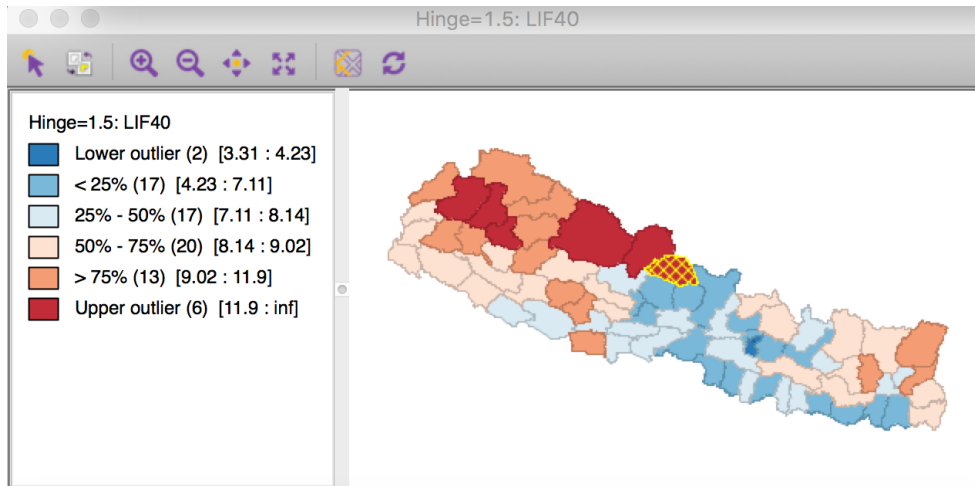 Hinge=1.5: LIF40
Hinge=1.5: LIF40
Lower outlier (2) [3.31 : 4.23]
< 25% (17) [4.23 : 7.11]
25% - 50% (17) [7.11 : 8.14]
50% - 75% (20) [8.14 : 9.02]
> 75% (13) [9.02 : 11.9]
Upper outlier (6) [11.9 : inf]